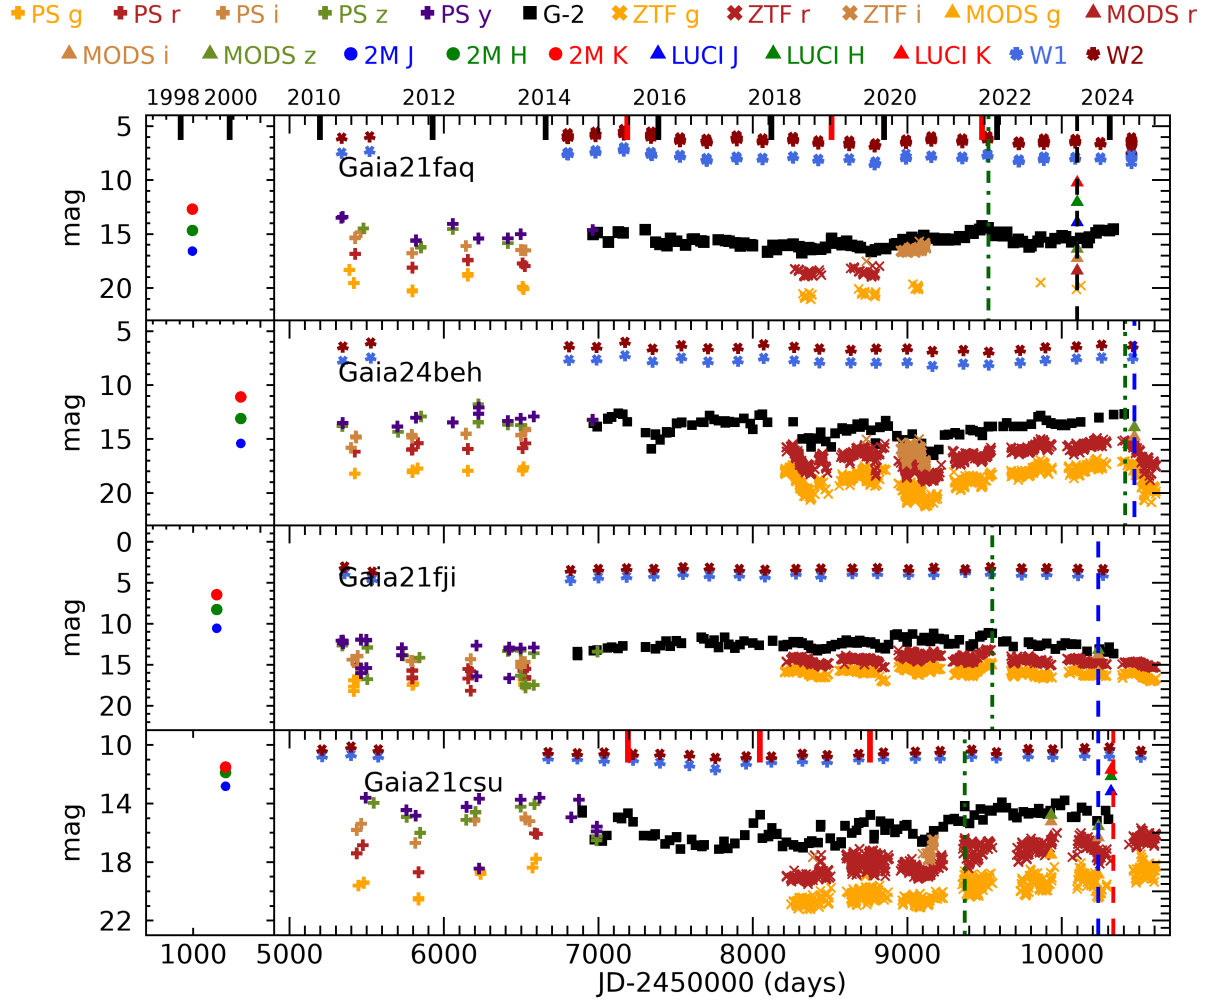 PS g PS r PS i PS z PS y G-2 ZTF g ZTF r ZTF i MODS g MODS r
MODS i MODS z 2M J 2M H 2M K LUCI J LUCI H LUCI K W1 W2
1998 2000 2010 2012 2014 2016 2018 2020 2022 2024
5
Gaia21faq
10
mag
15
20
5
Gaia24beh
10
mag
15
20
0
Gaia21fji
5
10
mag
15
20
10
Gaia21csu
14
mag
18
22
1000 5000 6000 7000 8000 9000 10000
JD-2450000 (days)